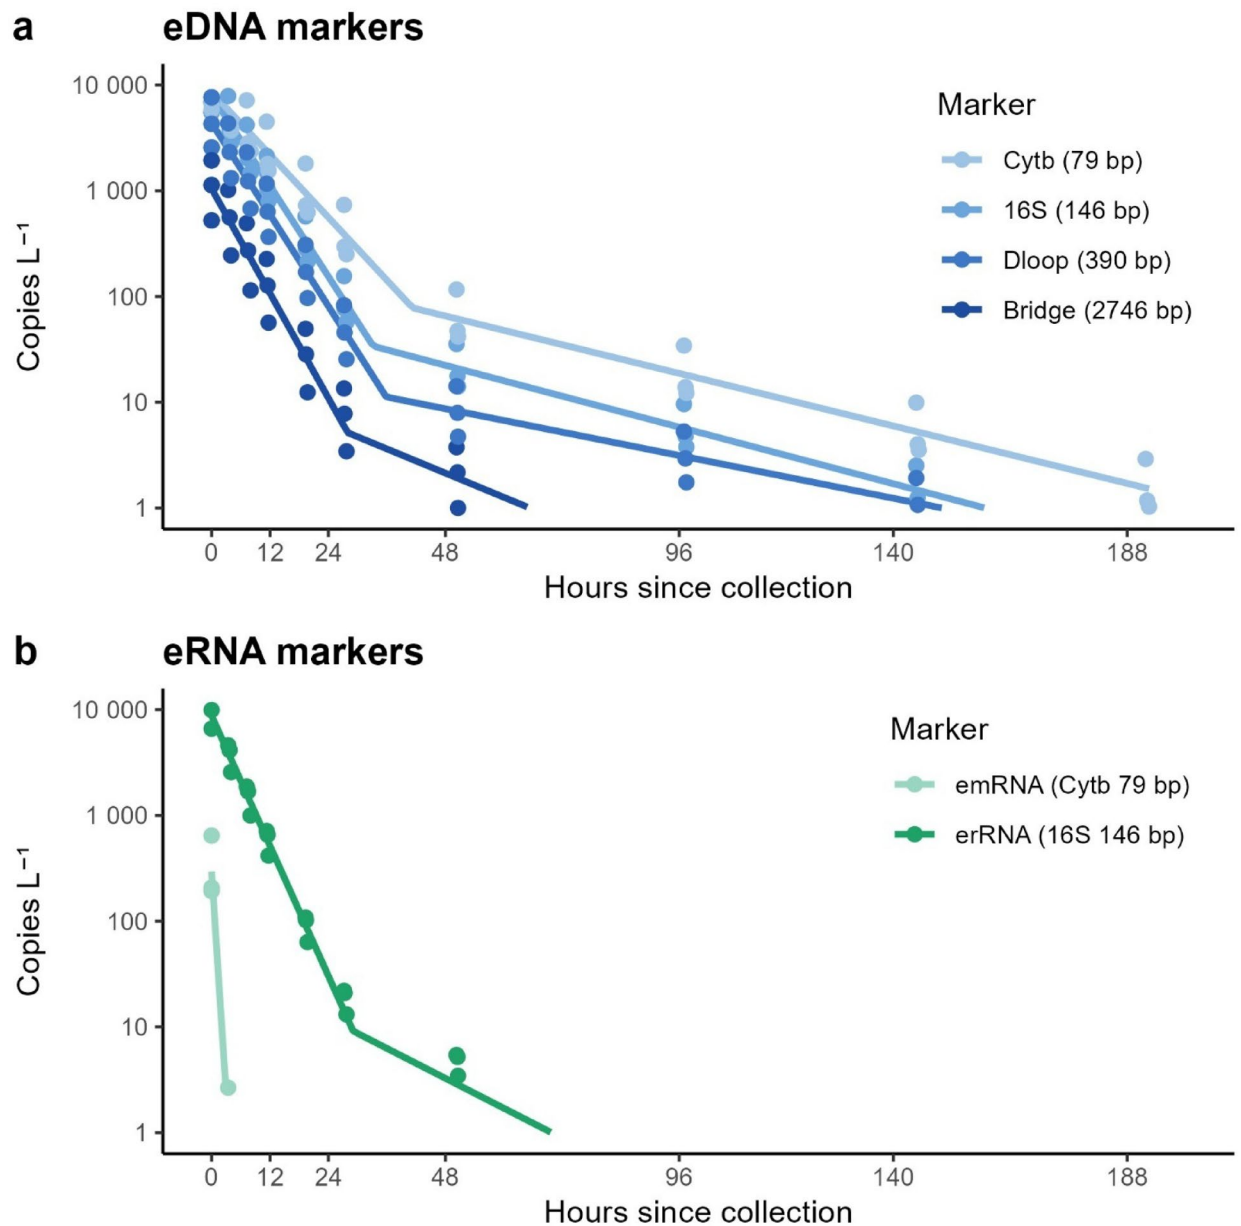 a
eDNA markers
10 000
1 000
100
10
1
Copies L⁻¹
0 12 24 48 96 140 188
Hours since collection
Marker
Cytb (79 bp)
16S (146 bp)
Dloop (390 bp)
Bridge (2746 bp)
b
eRNA markers
10 000
1 000
100
10
1
Copies L⁻¹
0 12 24 48 96 140 188
Hours since collection
Marker
emRNA (Cytb 79 bp)
erRNA (16S 146 bp)